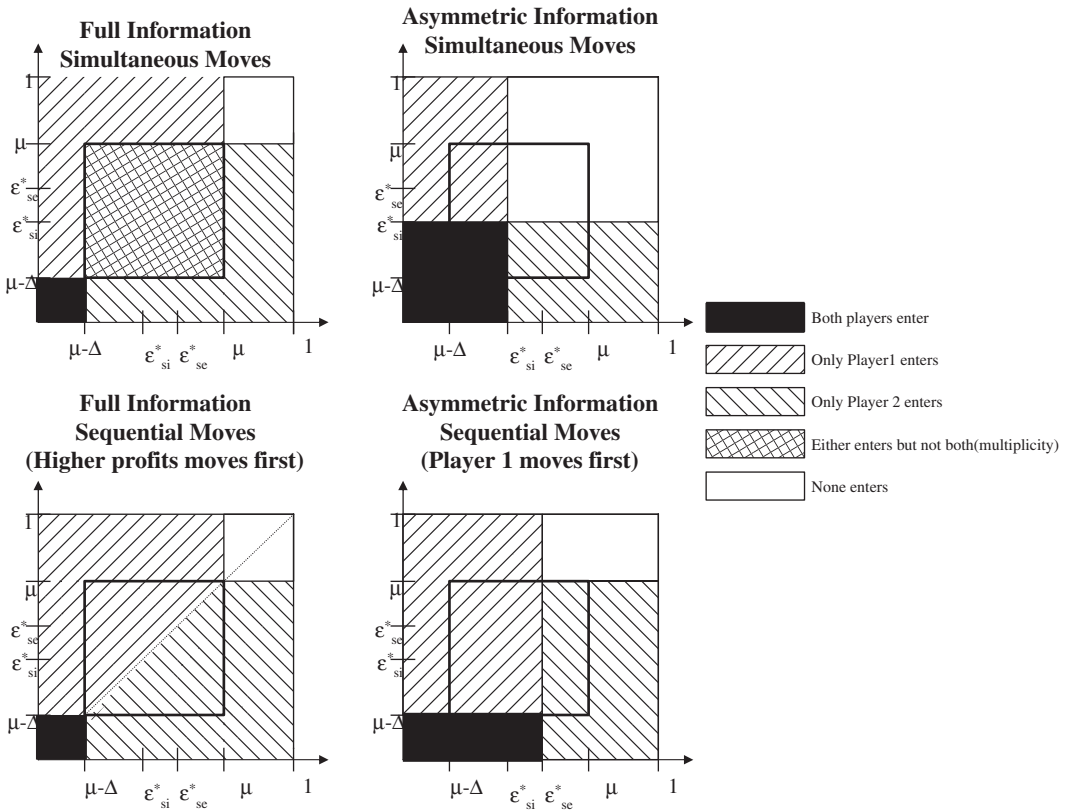 Full Information
Simultaneous Moves
1
μ
ε*se
ε*si
μ-Δ
μ-Δ
ε*si
ε*se
μ
1
Asymmetric Information
Simultaneous Moves
1
μ
ε*se
ε*si
μ-Δ
μ-Δ
ε*si
ε*se
μ
1
Both players enter
Only Player1 enters
Only Player 2 enters
Either enters but not both(multiplicity)
None enters
Full Information
Sequential Moves
(Higher profits moves first)
1
μ
ε*se
ε*si
μ-Δ
μ-Δ
ε*si
ε*se
μ
1
Asymmetric Information
Sequential Moves
(Player 1 moves first)
1
μ
ε*se
ε*si
μ-Δ
μ-Δ
ε*si
ε*se
μ
1